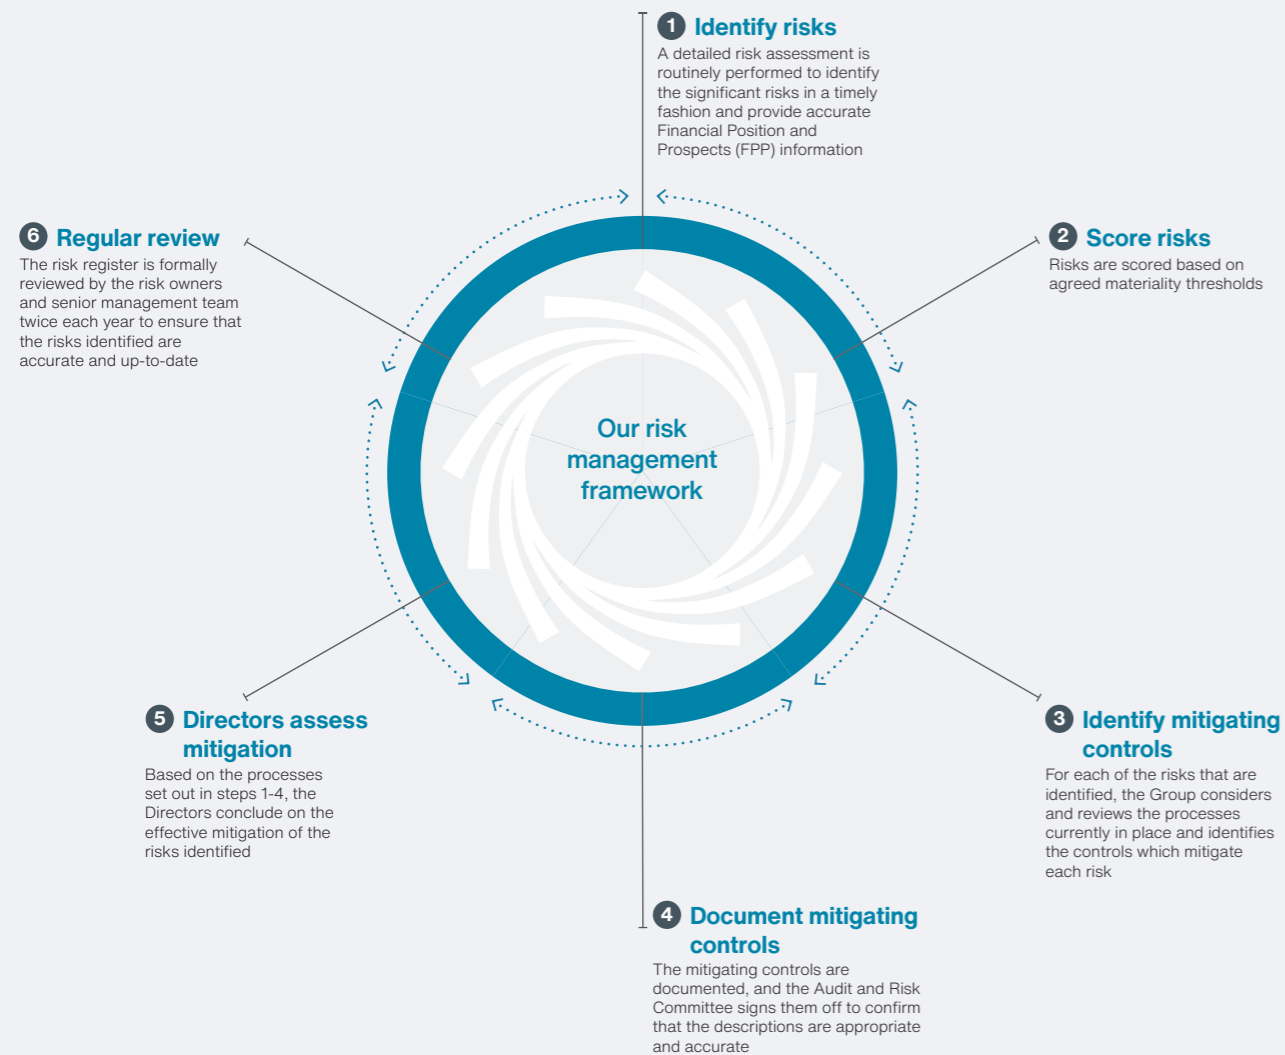 1 Identify risks
A detailed risk assessment is
routinely performed to identify
the significant risks in a timely
fashion and provide accurate
Financial Position and
Prospects (FPP) information
2 Score risks
Risks are scored based on
agreed materiality thresholds
3 Identify mitigating
controls
For each of the risks that are
identified, the Group considers
and reviews the processes
currently in place and identifies
the controls which mitigate
each risk
4 Document mitigating
controls
The mitigating controls are
documented, and the Audit and Risk
Committee signs them off to confirm
that the descriptions are appropriate
and accurate
5 Directors assess
mitigation
Based on the processes
set out in steps 1-4, the
Directors conclude on the
effective mitigation of the
risks identified
6 Regular review
The risk register is formally
reviewed by the risk owners
and senior management team
twice each year to ensure that
the risks identified are
accurate and up-to-date
Our risk
management
framework